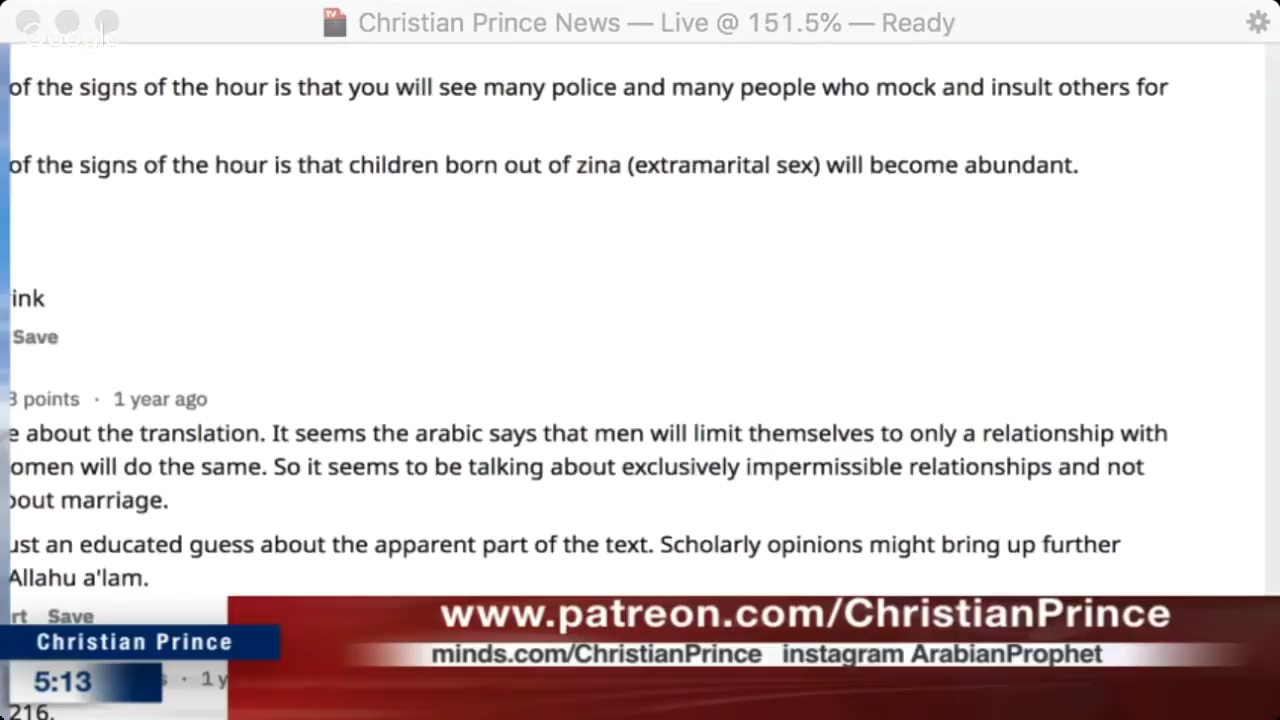 Christian Prince News — Live @ 151.5% — Ready
Google
of the signs of the hour is that you will see many police and many people who mock and insult others for
of the signs of the hour is that children born out of zina (extramarital sex) will become abundant.
ink
Save
3 points · 1 year ago
e about the translation. It seems the arabic says that men will limit themselves to only a relationship with
omen will do the same. So it seems to be talking about exclusively impermissible relationships and not
out marriage.
ust an educated guess about the apparent part of the text. Scholarly opinions might bring up further
Allahu a'lam.
rt Save
www.patreon.com/ChristianPrince
Christian Prince
minds.com/ChristianPrince instagram ArabianProphet
5:13
s · 1 y
216.